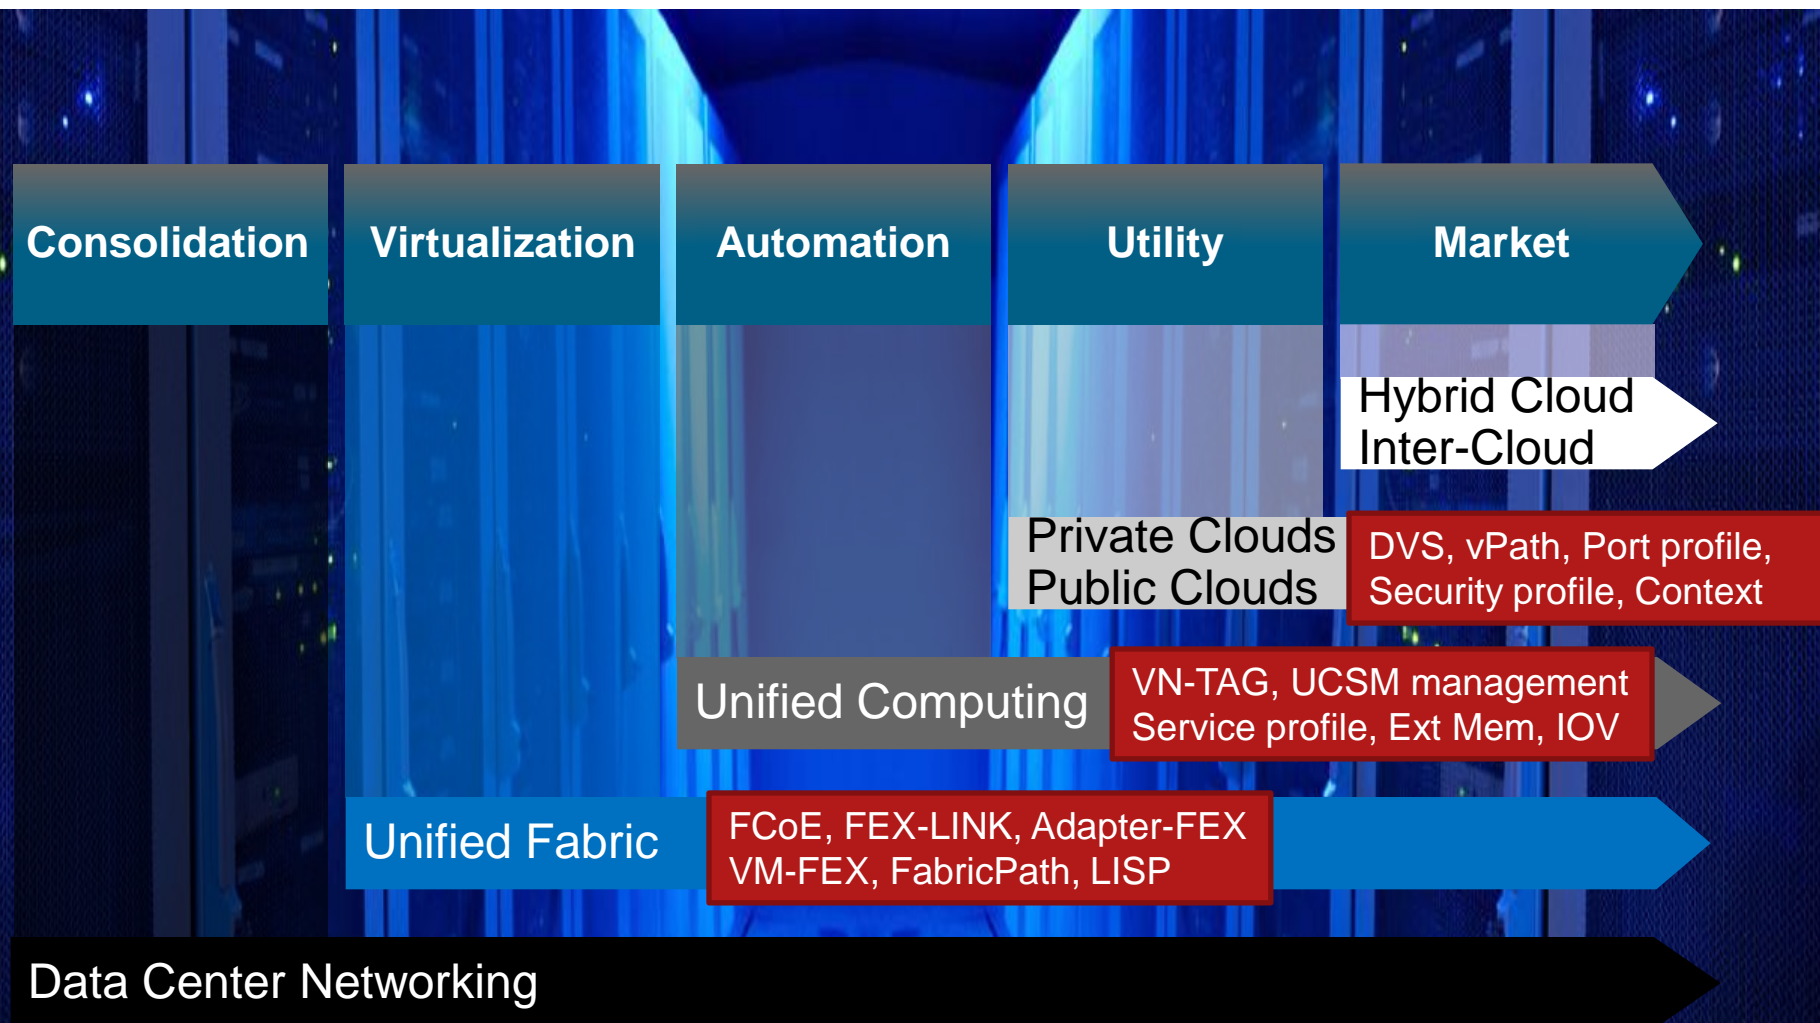 Consolidation
Virtualization
Automation
Utility
Market
Hybrid Cloud
Inter-Cloud
Private Clouds
Public Clouds
DVS, vPath, Port profile,
Security profile, Context
Unified Computing
VN-TAG, UCSM management
Service profile, Ext Mem, IOV
Unified Fabric
FCoE, FEX-LINK, Adapter-FEX
VM-FEX, FabricPath, LISP
Data Center Networking